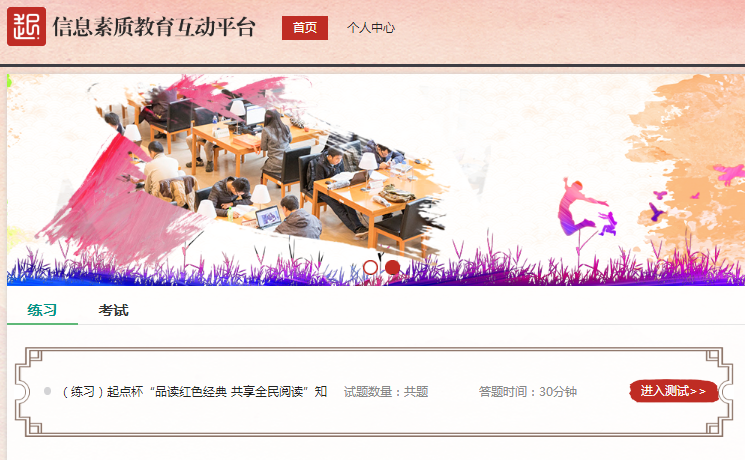 信息素质教育互动平台 首页 个人中心
练习 考试
（练习）起点杯“品读红色经典 共享全民阅读”知 试题数量：共题 答题时间：30分钟 进入测试>>